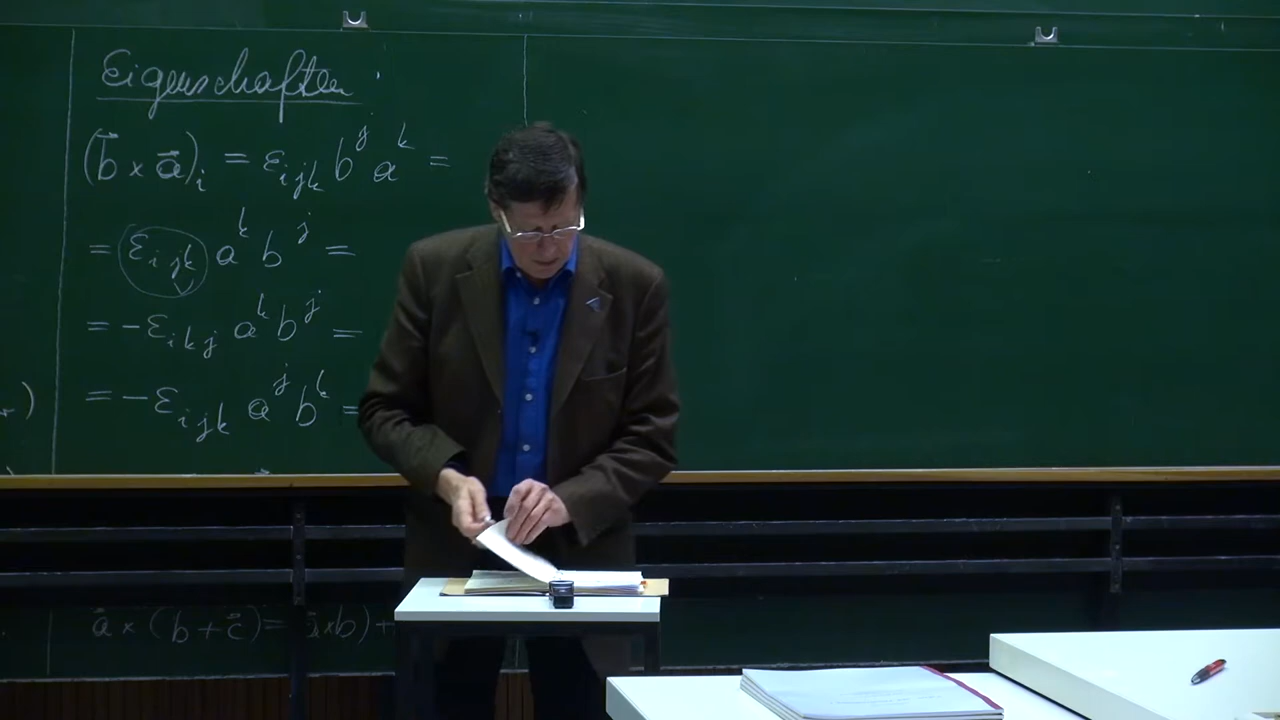 Eigenschaften:
(b⃗ × a⃗)ᵢ = εᵢⱼₖ bʲ aᵏ =
= εᵢⱼₖ aᵏ bʲ =
= -εᵢₖⱼ aᵏ bʲ =
= -εᵢⱼₖ aʲ bᵏ =
a⃗ × (b + c⃗) = a⃗×b) +